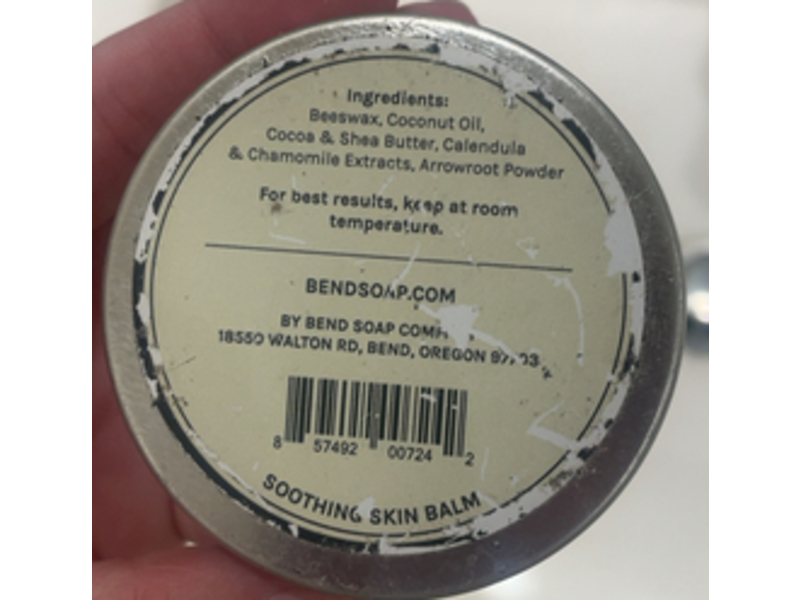 Ingredients:
Beeswax, Coconut Oil,
Cocoa & Shea Butter, Calendula
& Chamomile Extracts, Arrowroot Powder
For best results, keep at room
temperature.
BENDSOAP.COM
BY BEND SOAP
18550 WALTON RD, BEND, OREGON
8 57492 00724 2
SOOTHING SKIN BALM